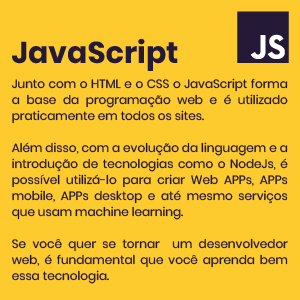 JS
JavaScript
Junto com o HTML e o CSS o JavaScript forma
a base da programação web e é utilizado
praticamente em todos os sites.
Além disso, com a evolução da linguagem e a
introdução de tecnologias como o NodeJs, é
possível utilizá-lo para criar Web APPs, APPs
mobile, APPs desktop e até mesmo serviços
que usam machine learning.
Se você quer se tornar um desenvolvedor
web, é fundamental que você aprenda bem
essa tecnologia.